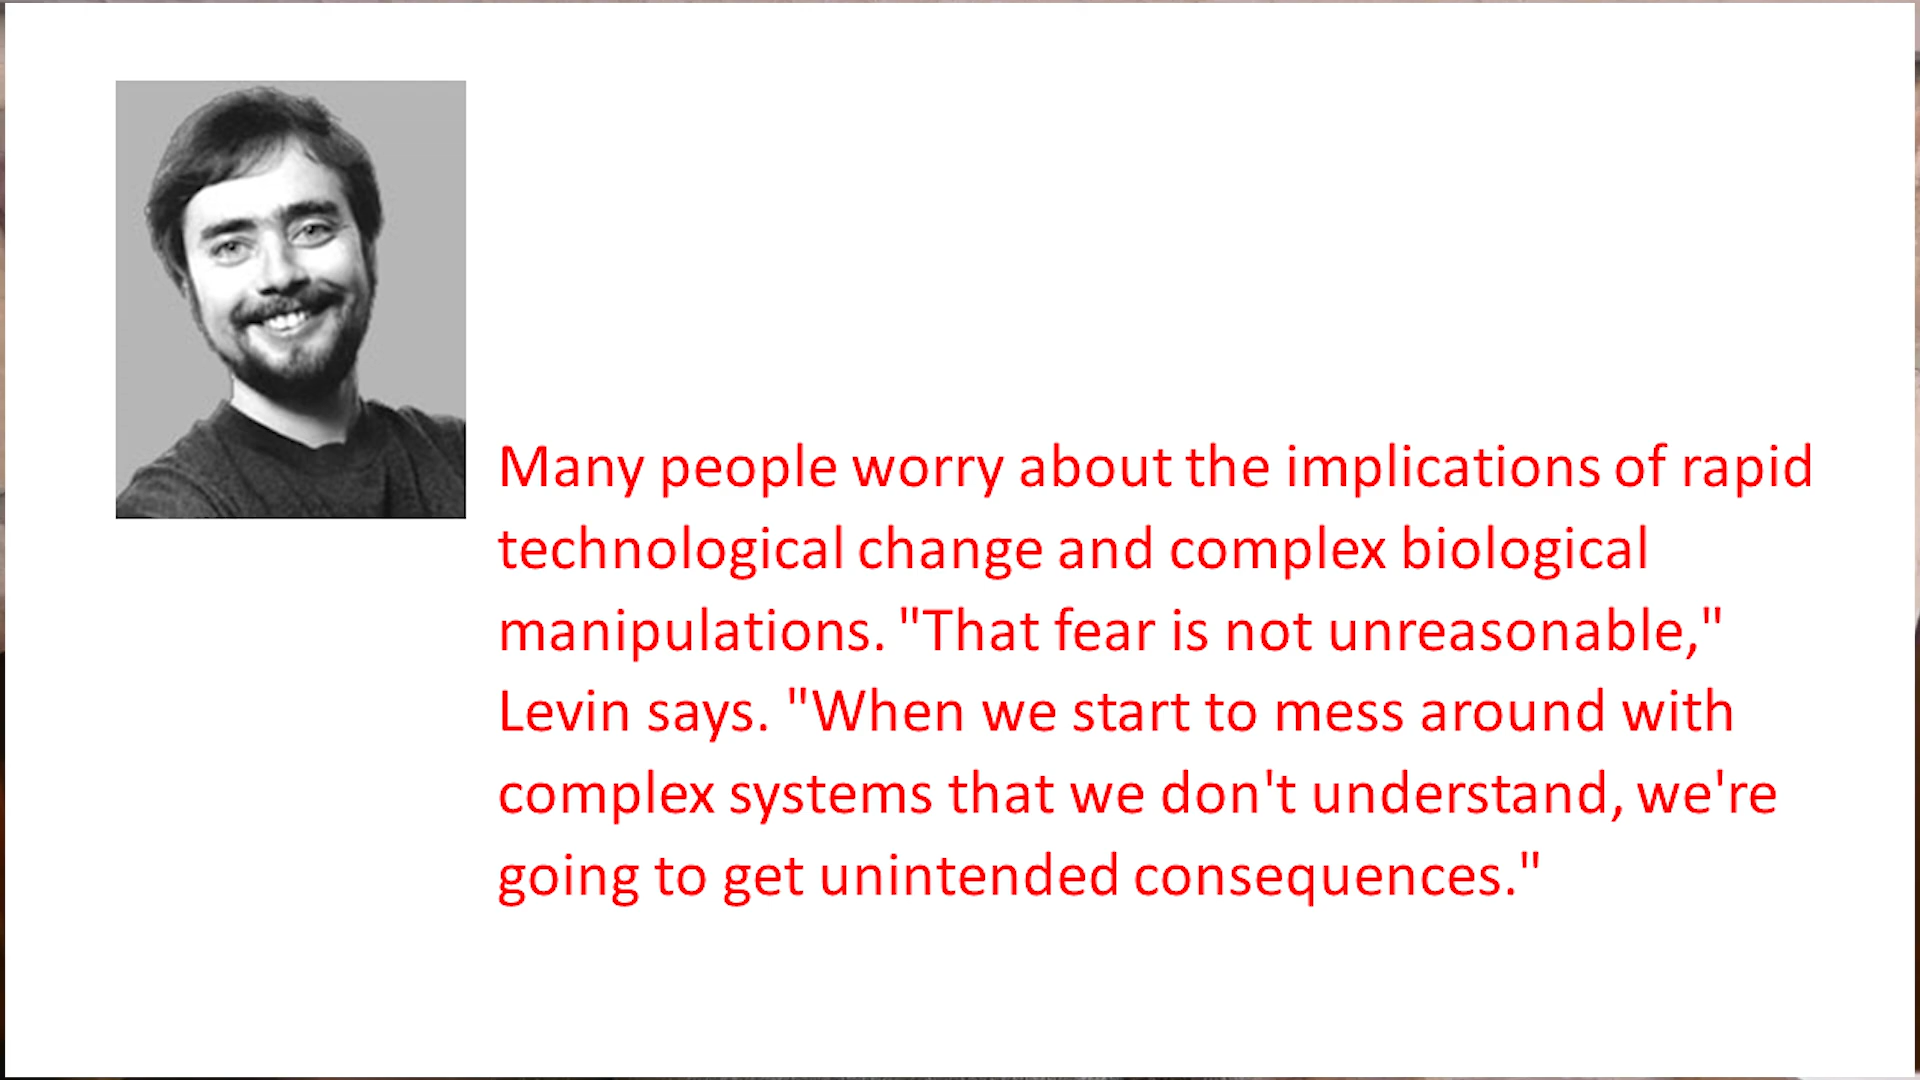 Many people worry about the implications of rapid
technological change and complex biological
manipulations. "That fear is not unreasonable,"
Levin says. "When we start to mess around with
complex systems that we don't understand, we're
going to get unintended consequences."